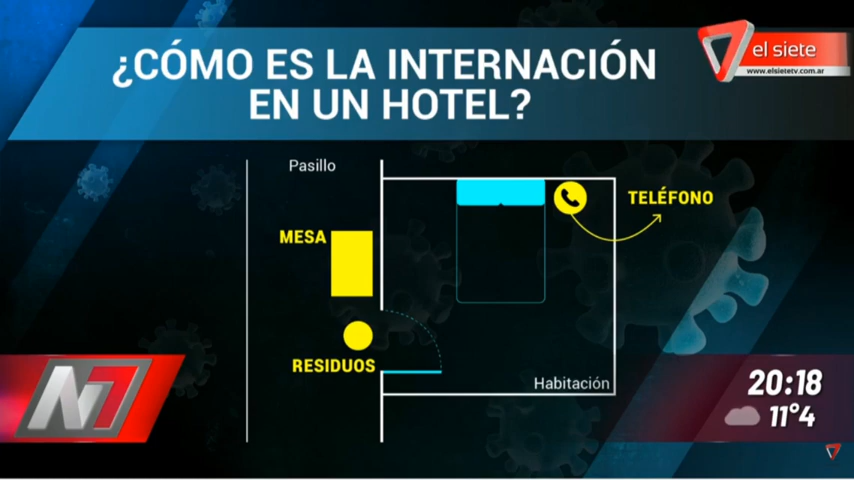 ¿CÓMO ES LA INTERNACIÓN
EN UN HOTEL?
el siete
www.elsietetv.com.ar
Pasillo
TELÉFONO
MESA
RESIDUOS
Habitación
N7
20:18
11°4